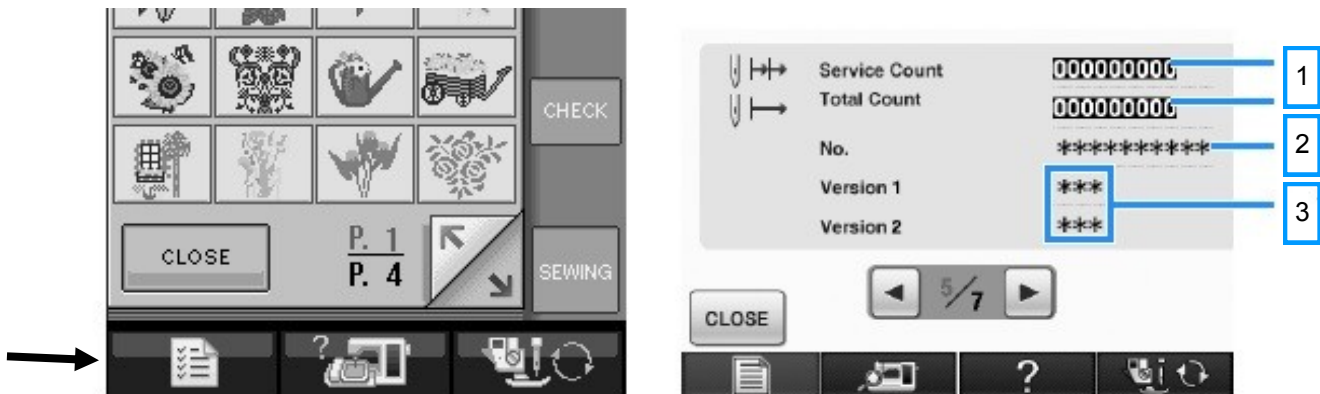 CHECK
CLOSE
P. 1
P. 4
SEWING
?
Service Count 000000000
Total Count 000000000
No. **********
Version 1 ***
Version 2 ***
5/7
CLOSE
?
1
2
3